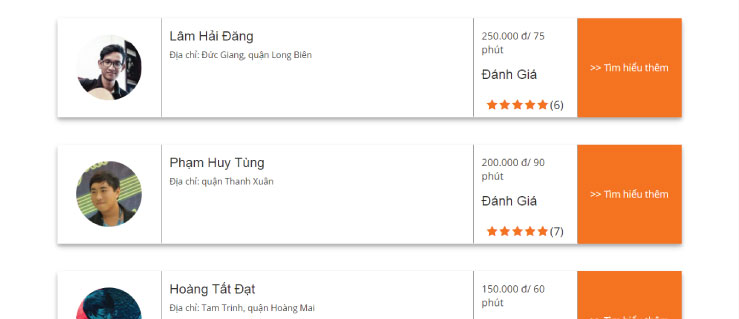 Lâm Hải Đăng
Địa chỉ: Đức Giang, quận Long Biên
250.000 đ/ 75
phút
Đánh Giá
(6)
>> Tìm hiểu thêm
Phạm Huy Tùng
Địa chỉ: quận Thanh Xuân
200.000 đ/ 90
phút
Đánh Giá
(7)
>> Tìm hiểu thêm
Hoàng Tất Đạt
Địa chỉ: Tam Trinh, quận Hoàng Mai
150.000 đ/ 60
phút